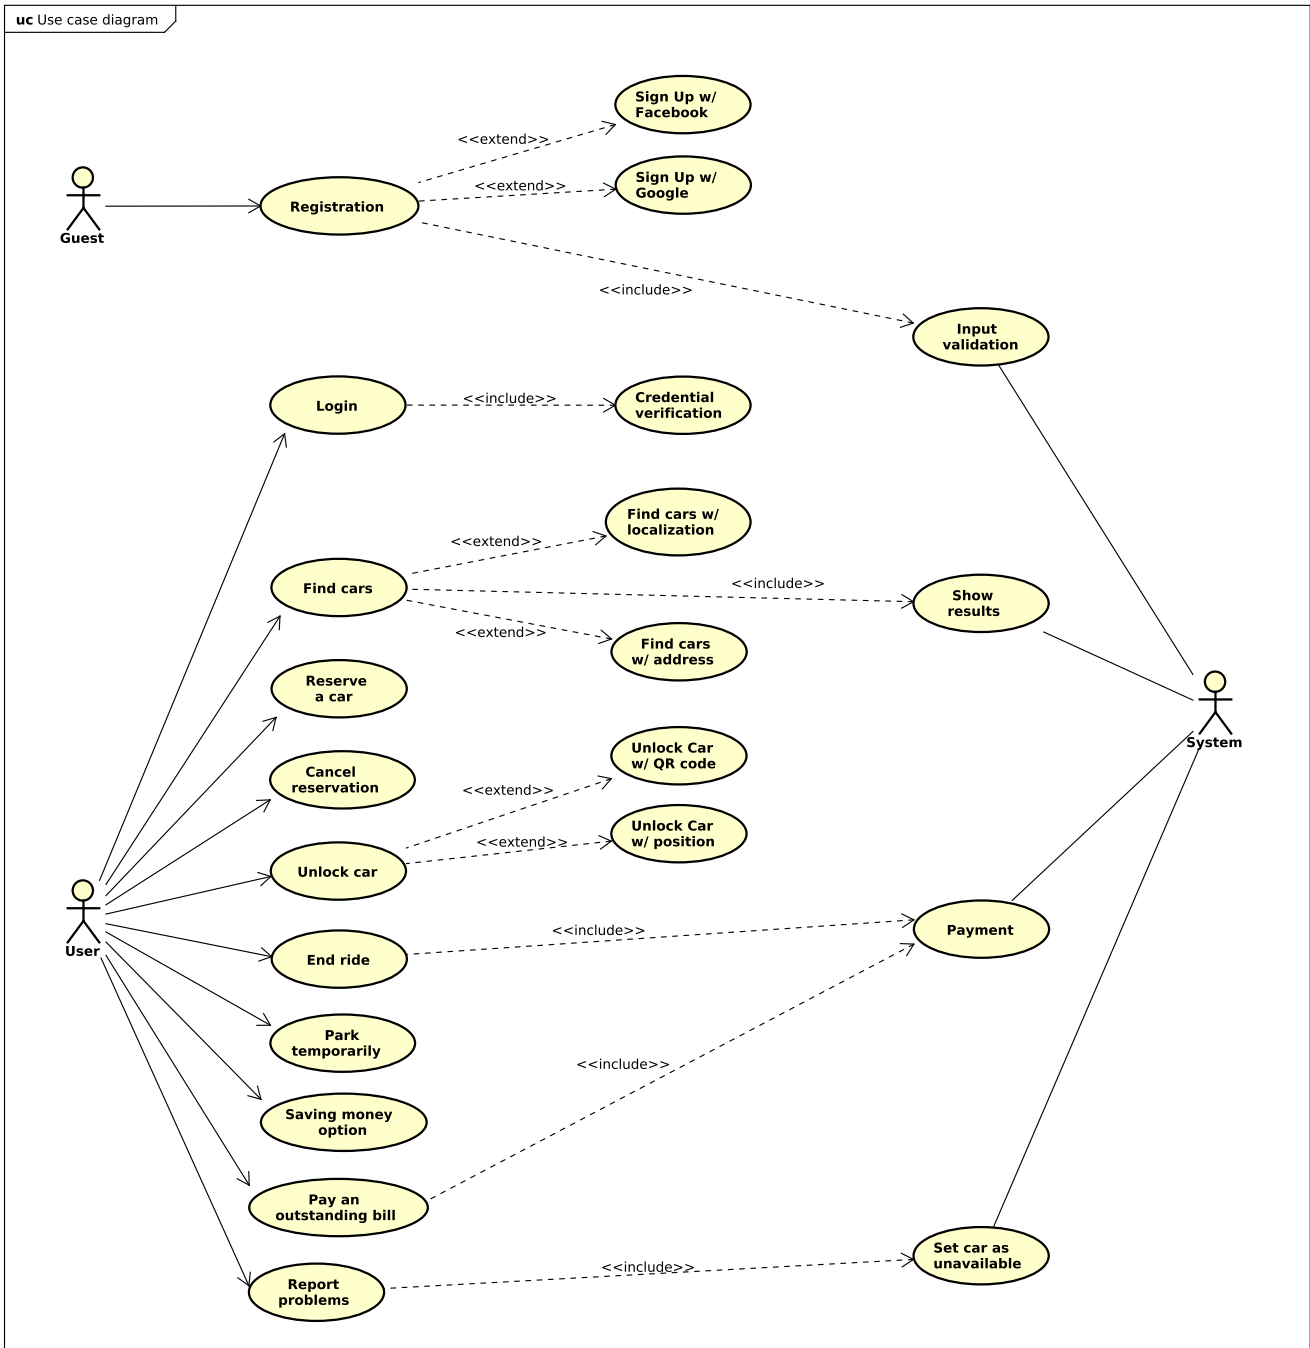 uc Use case diagram
Sign Up w/
Facebook
<<extend>>
Sign Up w/
Google
<<extend>>
Registration
Guest
<<include>>
Input
validation
Login
<<include>>
Credential
verification
Find cars w/
localization
<<extend>>
Find cars
<<include>>
Show
results
<<extend>>
Find cars
w/ address
Reserve
a car
System
Unlock Car
w/ QR code
Cancel
reservation
<<extend>>
Unlock Car
w/ position
<<extend>>
Unlock car
User
<<include>>
Payment
End ride
Park
temporarily
<<include>>
Saving money
option
Pay an
outstanding bill
Set car as
unavailable
<<include>>
Report
problems